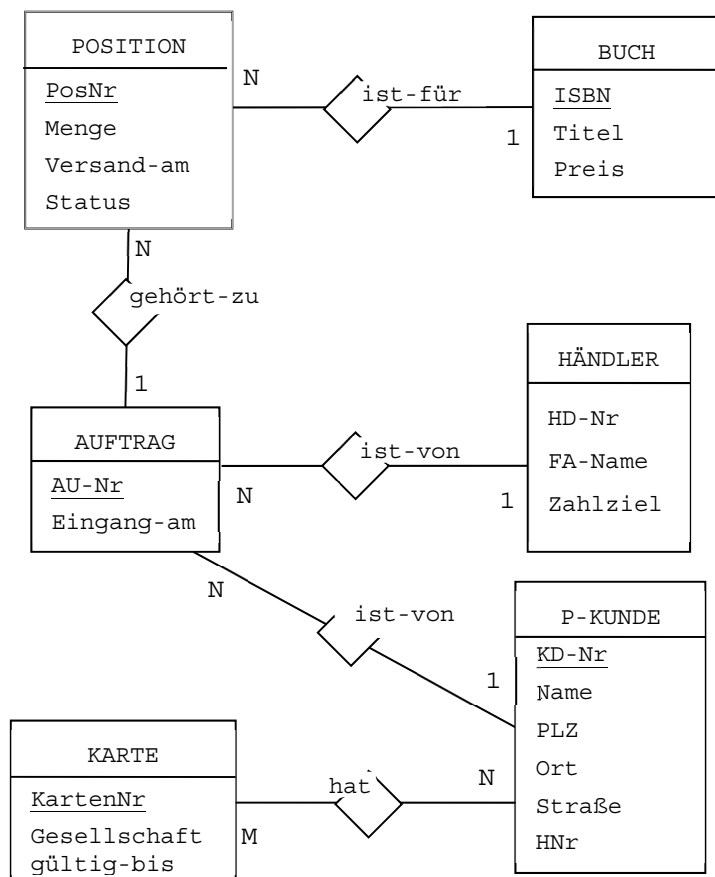 POSITION
PosNr
Menge
Versand-am
Status
N
ist-für
1
BUCH
ISBN
Titel
Preis
N
gehört-zu
1
AUFTRAG
AU-Nr
Eingang-am
N
ist-von
1
HÄNDLER
HD-Nr
FA-Name
Zahlziel
N
ist-von
1
P-KUNDE
KD-Nr
Name
PLZ
Ort
Straße
HNr
KARTE
KartenNr
Gesellschaft
gültig-bis
M
hat
N